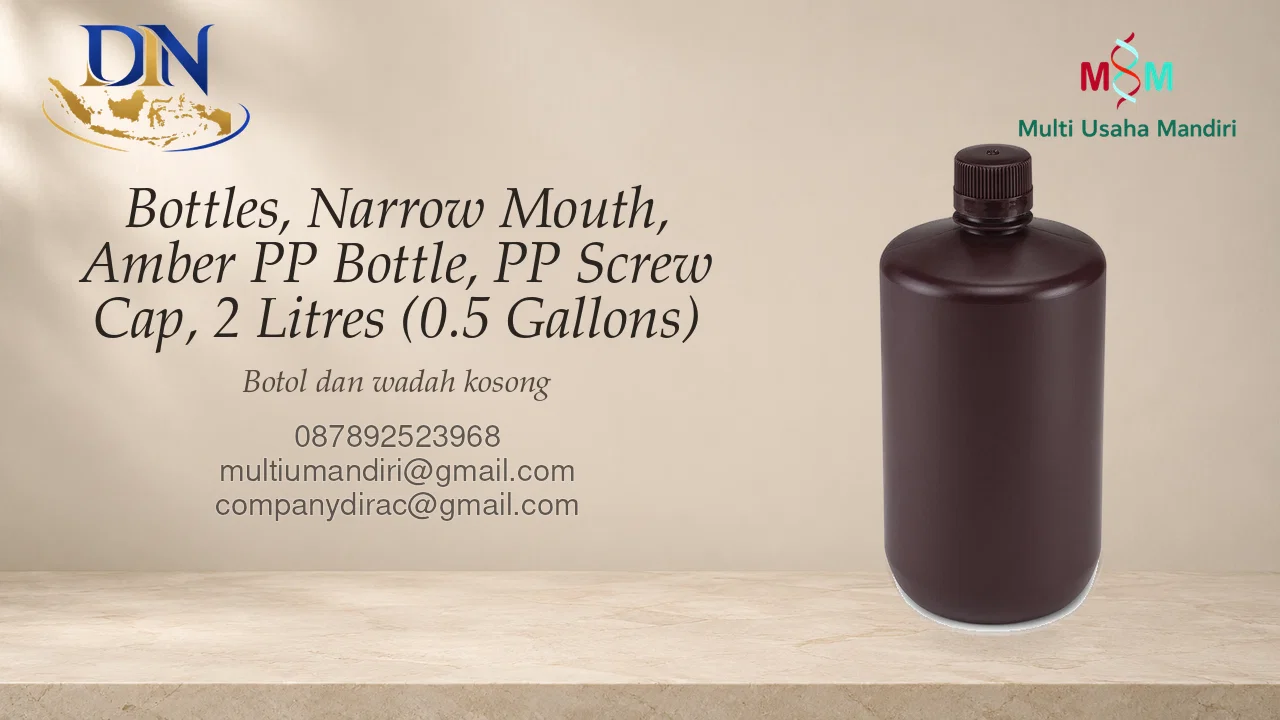 DN
M M
Multi Usaha Mandiri
Bottles, Narrow Mouth,
Amber PP Bottle, PP Screw
Cap, 2 Litres (0.5 Gallons)
Botol dan wadah kosong
087892523968
multiumandiri@gmail.com
companydirac@gmail.com